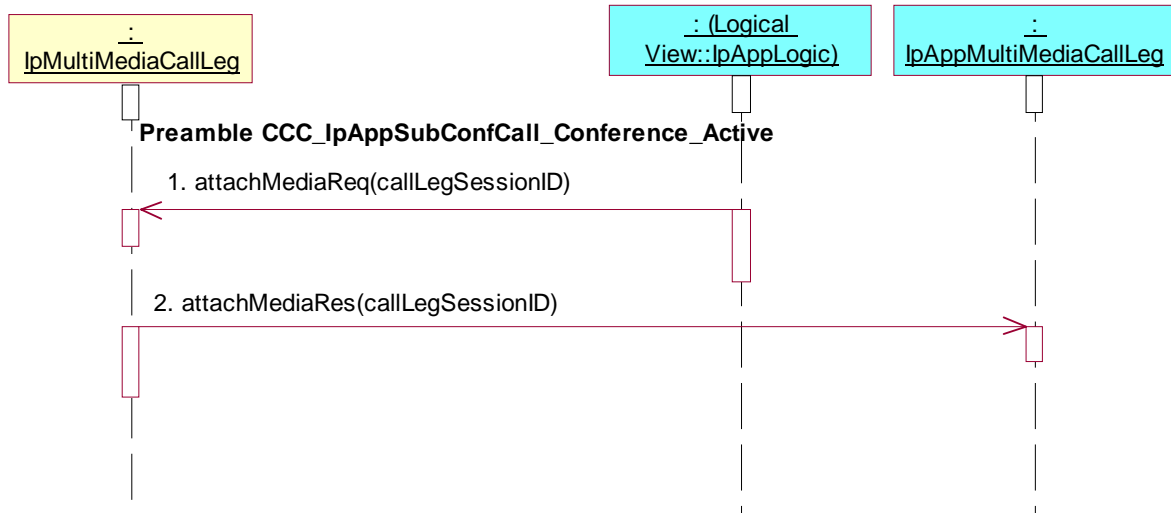 :
IpMultiMediaCallLeg
: (Logical
View::IpAppLogic)
:
IpAppMultiMediaCallLeg
Preamble CCC_IpAppSubConfCall_Conference_Active
1. attachMediaReq(callLegSessionID)
2. attachMediaRes(callLegSessionID)